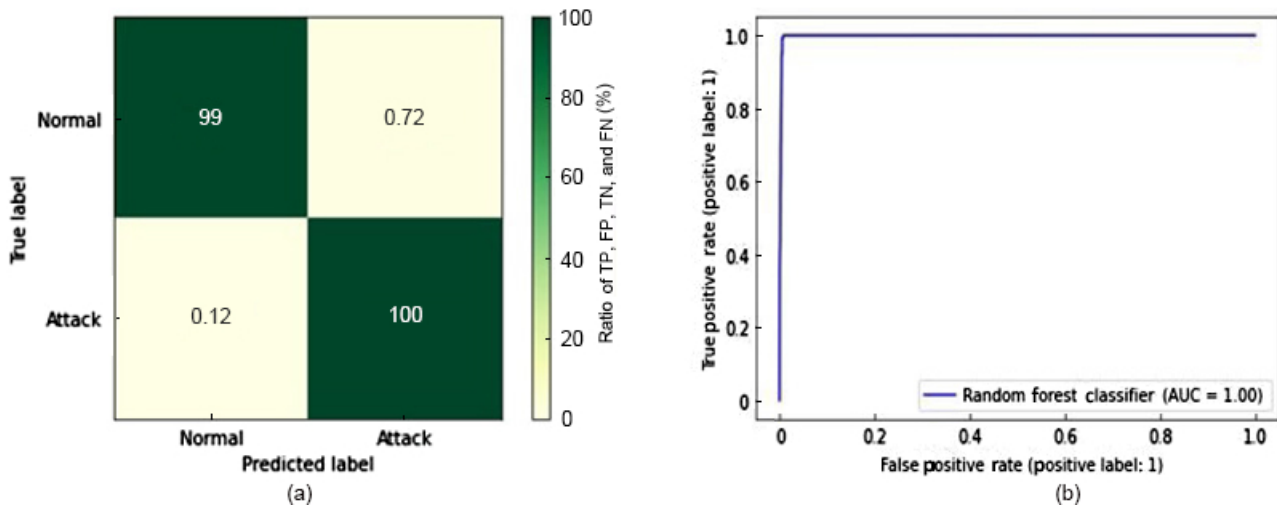 Normal
Attack
True label
99
0.72
0.12
100
Normal
Attack
Predicted label
(a)
100
80
60
40
20
0
Ratio of TP, FP, TN, and FN (%)
True positive rate (positive label: 1)
1.0
0.8
0.6
0.4
0.2
0
Random forest classifier (AUC = 1.00)
0
0.2
0.4
0.6
0.8
1.0
False positive rate (positive label: 1)
(b)